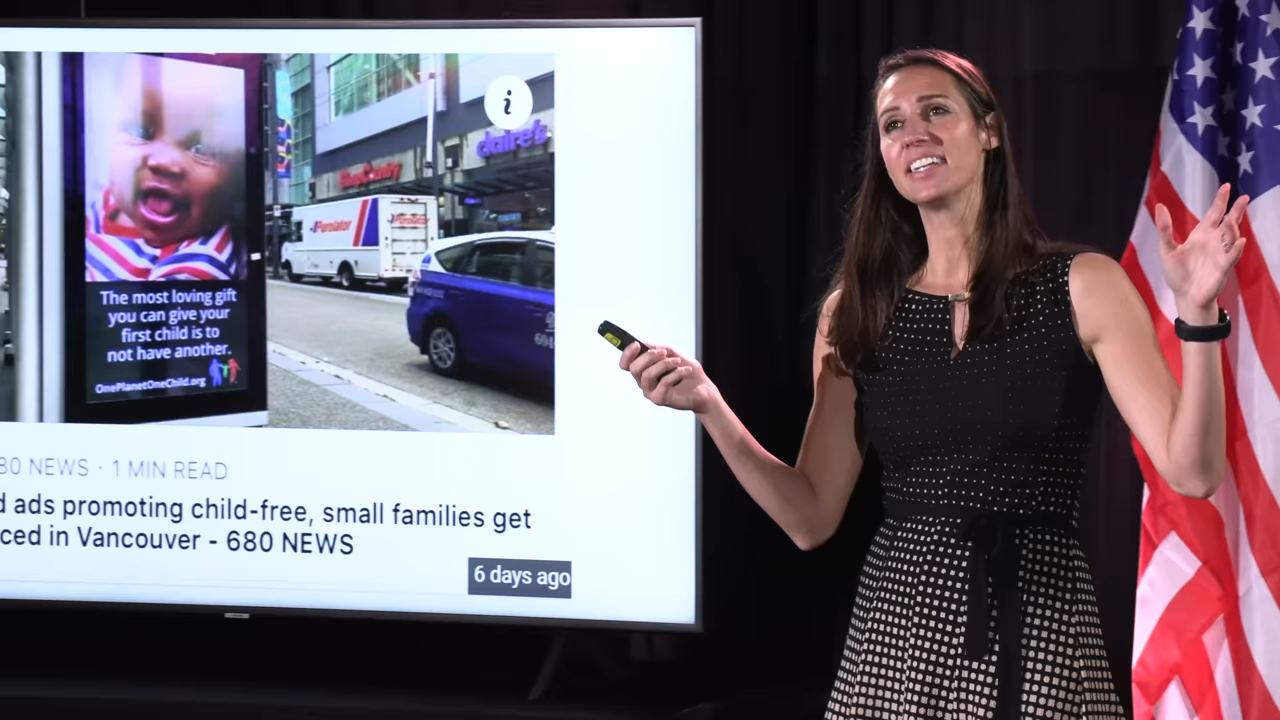 The most loving gift
you can give your
first child is to
not have another.
OnePlanetOneChild.org
Purolator
Purolator
claire's
i
80 NEWS · 1 MIN READ
d ads promoting child-free, small families get
ced in Vancouver - 680 NEWS
6 days ago